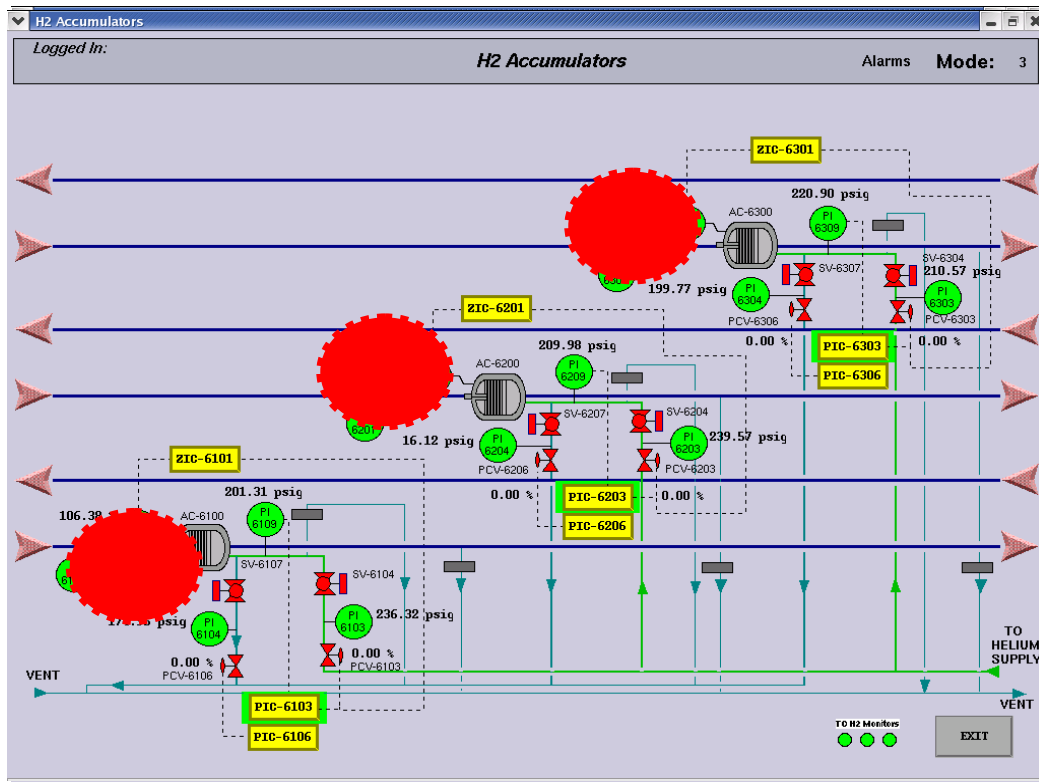 H2 Accumulators
Logged In:
H2 Accumulators
Alarms
Mode: 3
ZIC-6301
220.90 psig
AC-6300
PI
6309
SV-6307
SV-6304
210.57 psig
199.77 psig
PI
6304
PI
6303
PCV-6306
PCV-6303
0.00 %
0.00 %
PIC-6303
PIC-6306
ZIC-6201
209.98 psig
AC-6200
PI
6209
6201
SV-6207
SV-6204
16.12 psig
PI
6204
PI
6203
239.57 psig
PCV-6206
PCV-6203
0.00 %
0.00 %
PIC-6203
PIC-6206
ZIC-6101
201.31 psig
106.38
AC-6100
PI
6109
SV-6107
SV-6104
psig
PI
6104
PI
6103
236.32 psig
0.00 %
0.00 %
PCV-6106
PCV-6103
PIC-6103
PIC-6106
VENT
TO
HELIUM
SUPPLY
VENT
TO H2 Monitors
EXIT